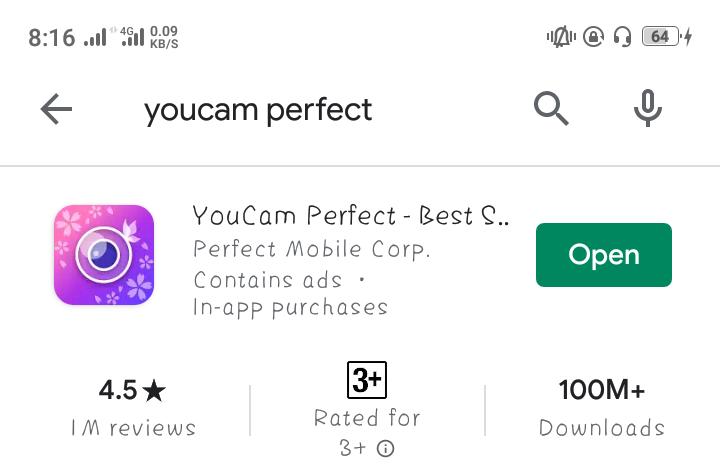 8:16 4G 0.09 KB/S 64
youcam perfect
YouCam Perfect - Best S..
Perfect Mobile Corp.
Contains ads •
In-app purchases
Open
4.5★
1M reviews
3+
Rated for
3+
100M+
Downloads